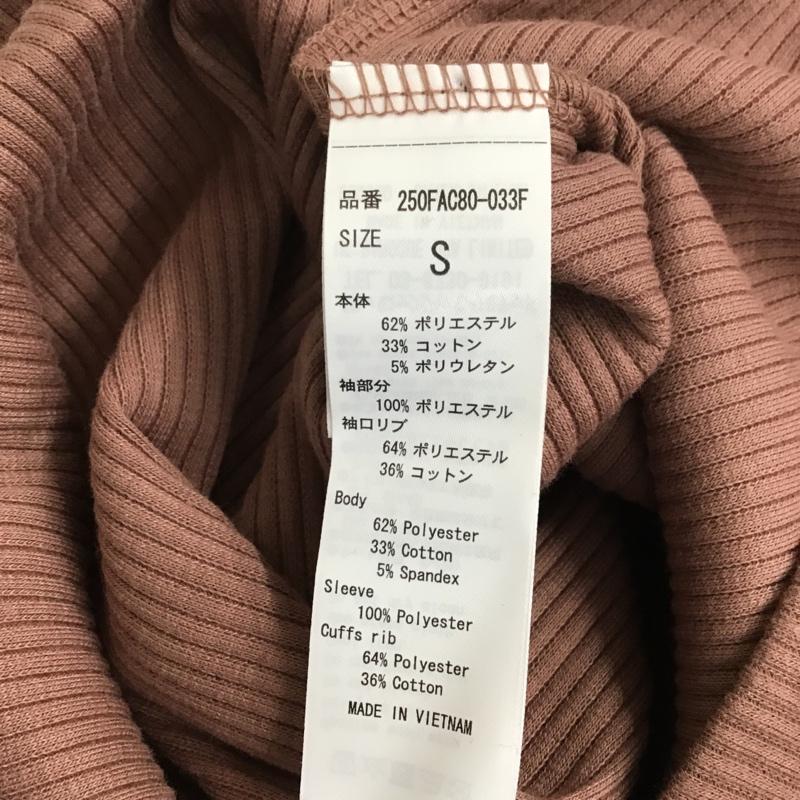 品番 250FAC80-033F
SIZE S
本体
62% ポリエステル
33% コットン
5% ポリウレタン
袖部分
100% ポリエステル
袖口リブ
64% ポリエステル
36% コットン
Body
62% Polyester
33% Cotton
5% Spandex
Sleeve
100% Polyester
Cuffs rib
64% Polyester
36% Cotton
MADE IN VIETNAM